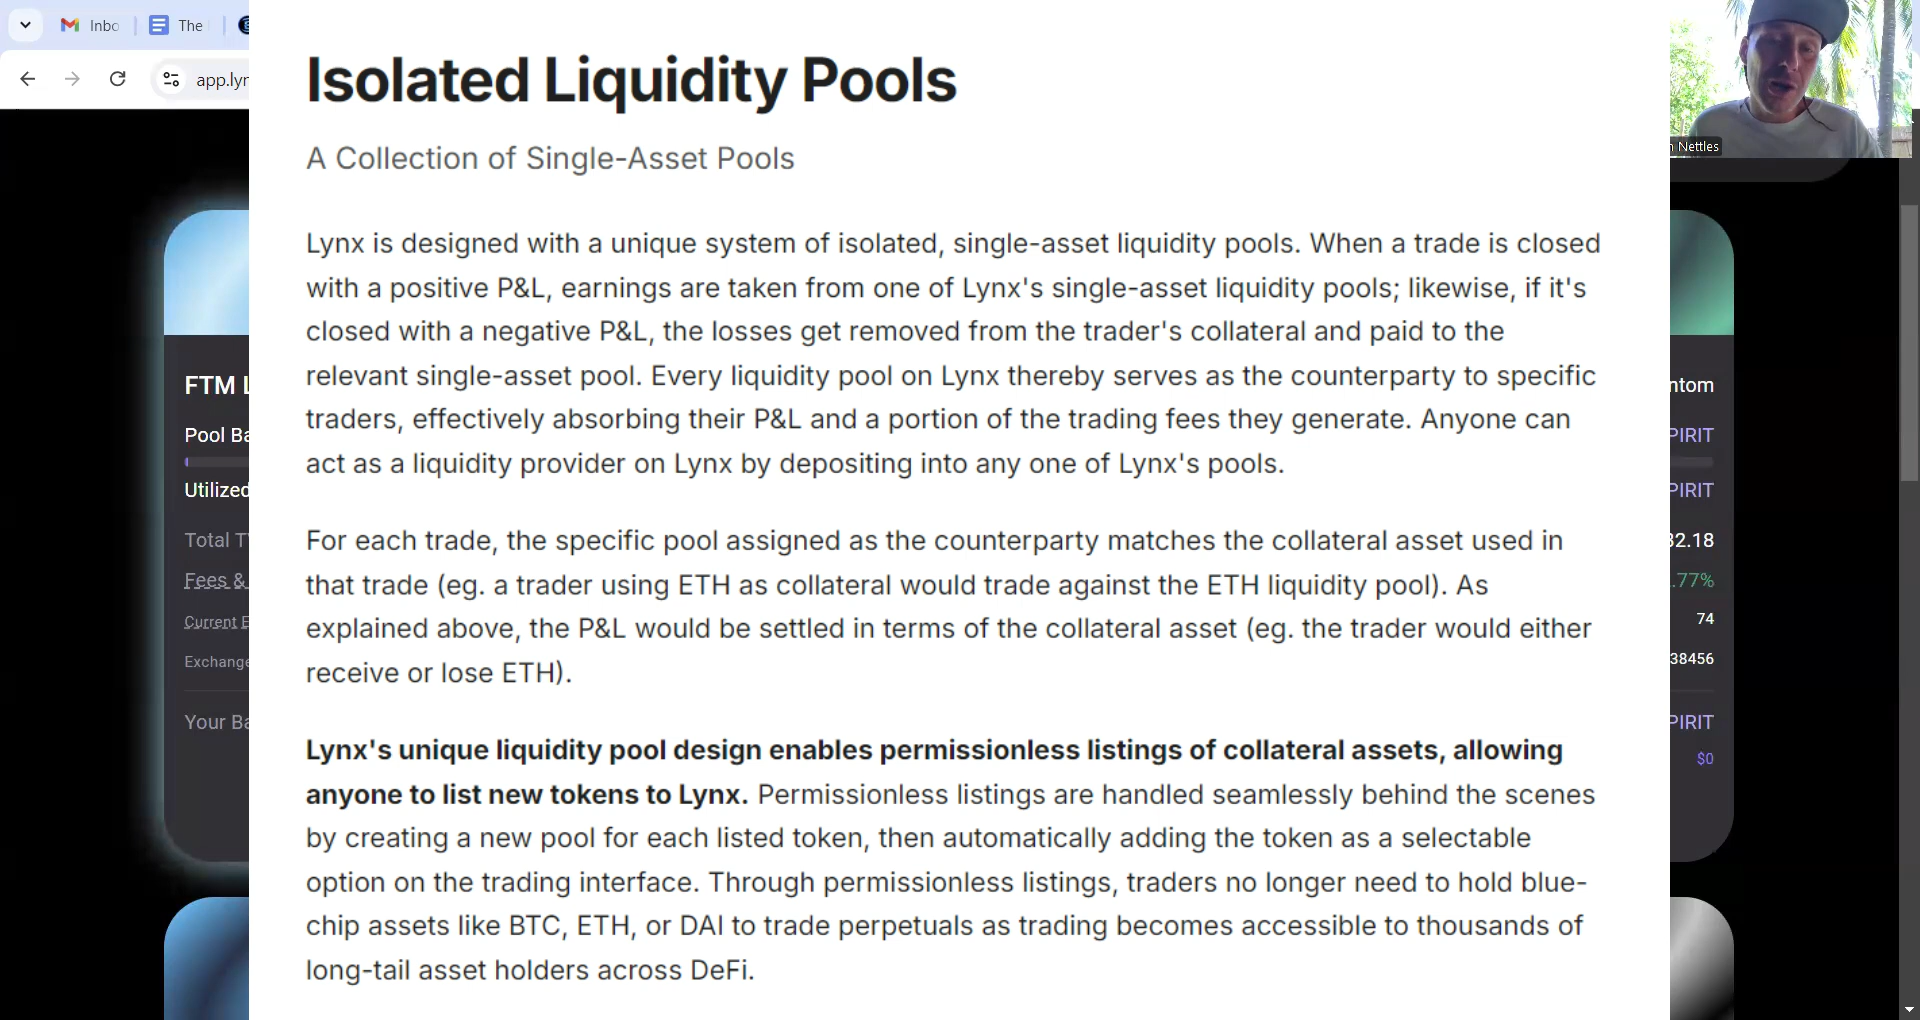 Inbo
The
app.lyn
Isolated Liquidity Pools
A Collection of Single-Asset Pools
Lynx is designed with a unique system of isolated, single-asset liquidity pools. When a trade is closed
with a positive P&L, earnings are taken from one of Lynx's single-asset liquidity pools; likewise, if it's
closed with a negative P&L, the losses get removed from the trader's collateral and paid to the
relevant single-asset pool. Every liquidity pool on Lynx thereby serves as the counterparty to specific
traders, effectively absorbing their P&L and a portion of the trading fees they generate. Anyone can
act as a liquidity provider on Lynx by depositing into any one of Lynx's pools.
For each trade, the specific pool assigned as the counterparty matches the collateral asset used in
that trade (eg. a trader using ETH as collateral would trade against the ETH liquidity pool). As
explained above, the P&L would be settled in terms of the collateral asset (eg. the trader would either
receive or lose ETH).
Lynx's unique liquidity pool design enables permissionless listings of collateral assets, allowing
anyone to list new tokens to Lynx. Permissionless listings are handled seamlessly behind the scenes
by creating a new pool for each listed token, then automatically adding the token as a selectable
option on the trading interface. Through permissionless listings, traders no longer need to hold blue-
chip assets like BTC, ETH, or DAI to trade perpetuals as trading becomes accessible to thousands of
long-tail asset holders across DeFi.
FTM L
Pool Ba
Utilized
Total T
Fees &
Current E
Exchange
Your Ba
n Nettles
ntom
PIRIT
PIRIT
32.18
.77%
74
38456
PIRIT
$0